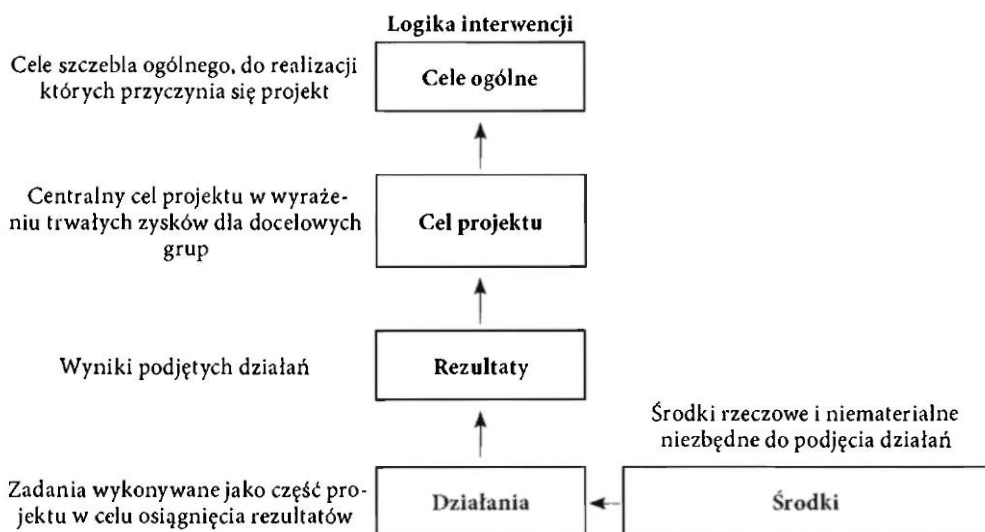 Logika interwencji
Cele szczebla ogólnego, do realizacji
których przyczynia się projekt
Cele ogólne
Centralny cel projektu w wyraże-
niu trwałych zysków dla docelowych
grup
Cel projektu
Wyniki podjętych działań
Rezultaty
Środki rzeczowe i niematerialne
niezbędne do podjęcia działań
Zadania wykonywane jako część pro-
jektu w celu osiągnięcia rezultatów
Działania
Środki